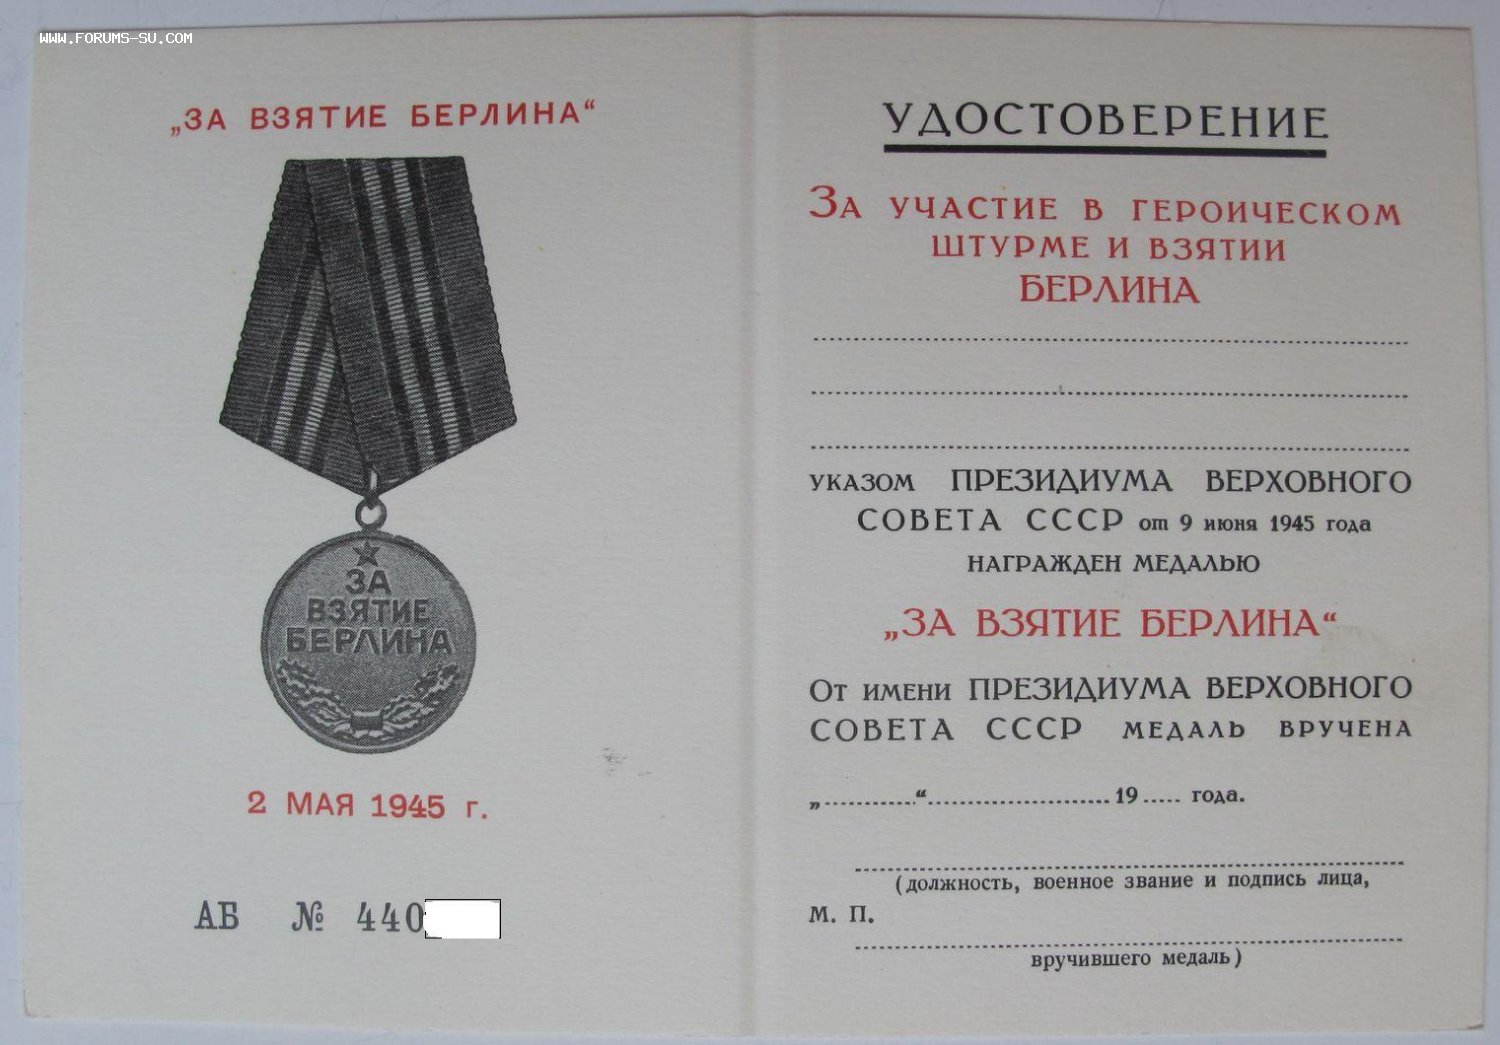 WWW.FORUMS-SU.COM
„ЗА ВЗЯТИЕ БЕРЛИНА“
ЗА
ВЗЯТИЕ
БЕРЛИНА
2 МАЯ 1945 г.
АБ № 440
УДОСТОВЕРЕНИЕ
ЗА УЧАСТИЕ В ГЕРОИЧЕСКОМ
ШТУРМЕ И ВЗЯТИИ
БЕРЛИНА
УКАЗОМ ПРЕЗИДИУМА ВЕРХОВНОГО
СОВЕТА СССР от 9 июня 1945 года
НАГРАЖДЕН МЕДАЛЬЮ
„ЗА ВЗЯТИЕ БЕРЛИНА“
ОТ ИМЕНИ ПРЕЗИДИУМА ВЕРХОВНОГО
СОВЕТА СССР МЕДАЛЬ ВРУЧЕНА
„............“........................ 19 ..... года.
(должность, военное звание и подпись лица,
М. П.
вручившего медаль)